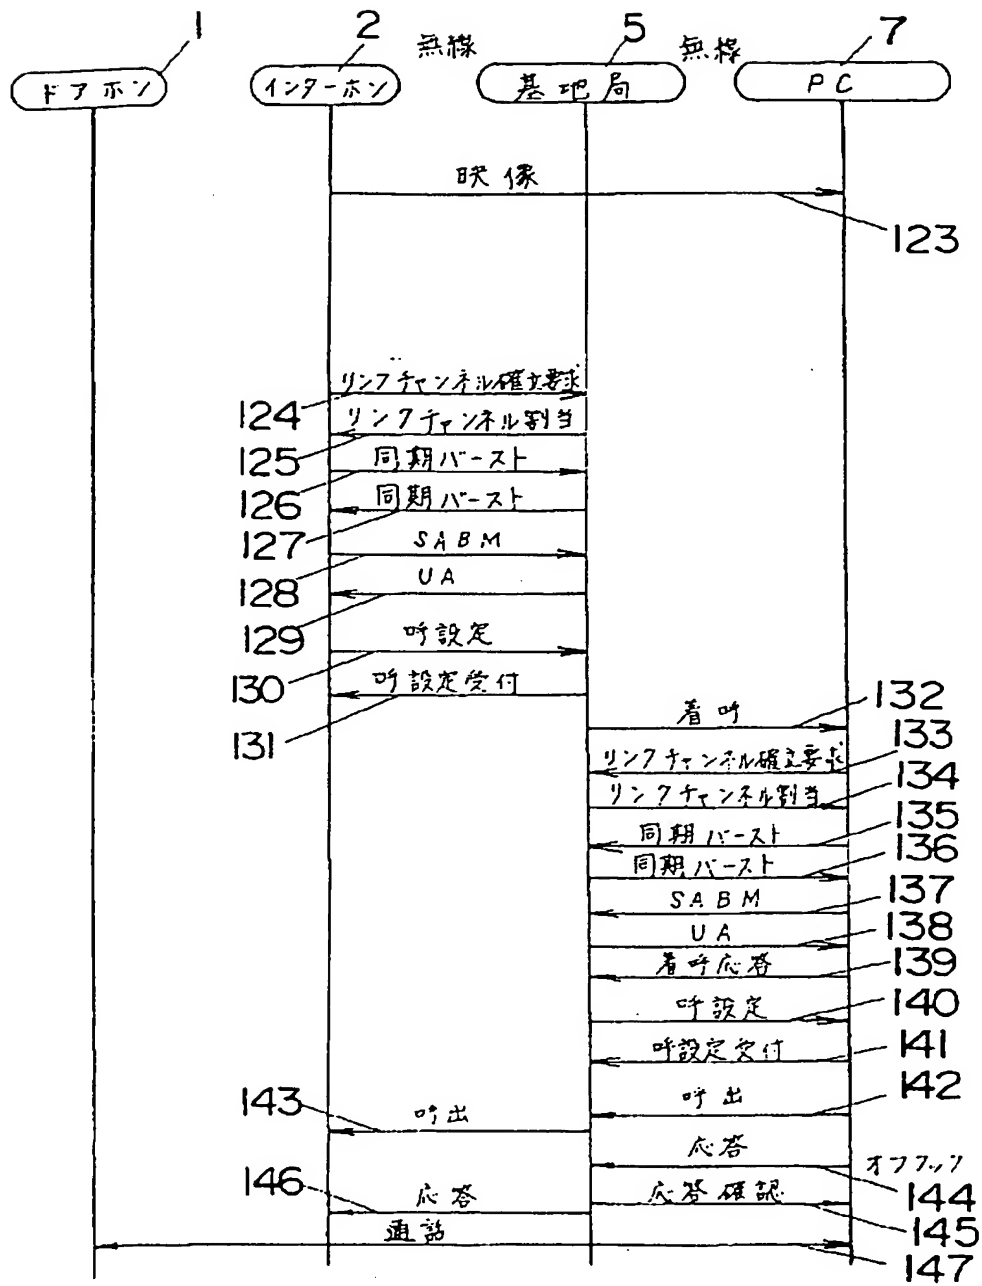 1
2
無線
5
無線
7
ドアホン
インターホン
基地局
PC
映像
123
リンクチャンネル確立要求
124
リンクチャンネル割当
125
同期バースト
126
同期バースト
127
SABM
128
UA
129
呼設定
130
呼設定受付
131
着呼
132
リンクチャンネル確立要求
133
リンクチャンネル割当
134
同期バースト
135
同期バースト
136
SABM
137
UA
138
着呼応答
139
呼設定
140
呼設定受付
141
呼出
142
143
呼出
応答
オフフック
144
146
応答
応答確認
145
通話
147